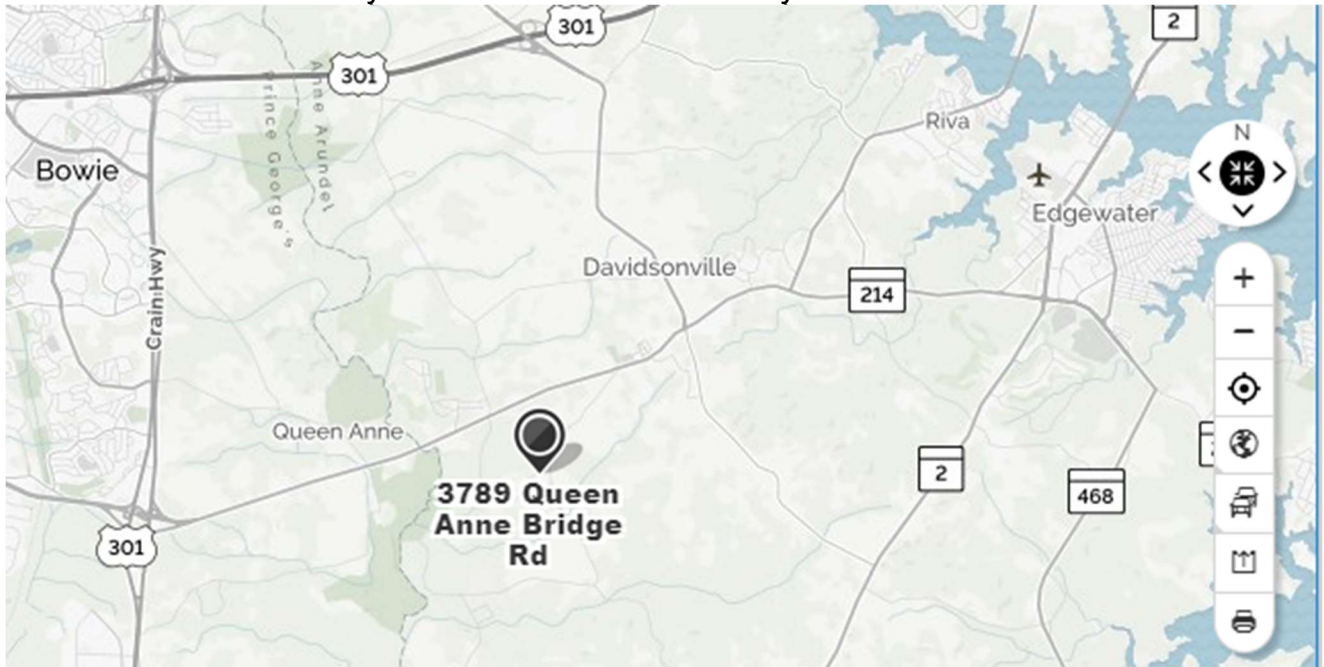 2
301
301
Prince George's
Anne Arundel
Riva
N
Bowie
Edgewater
Crain Hwy
Davidsonville
214
Queen Anne
3789 Queen
Anne Bridge
Rd
2
468
301